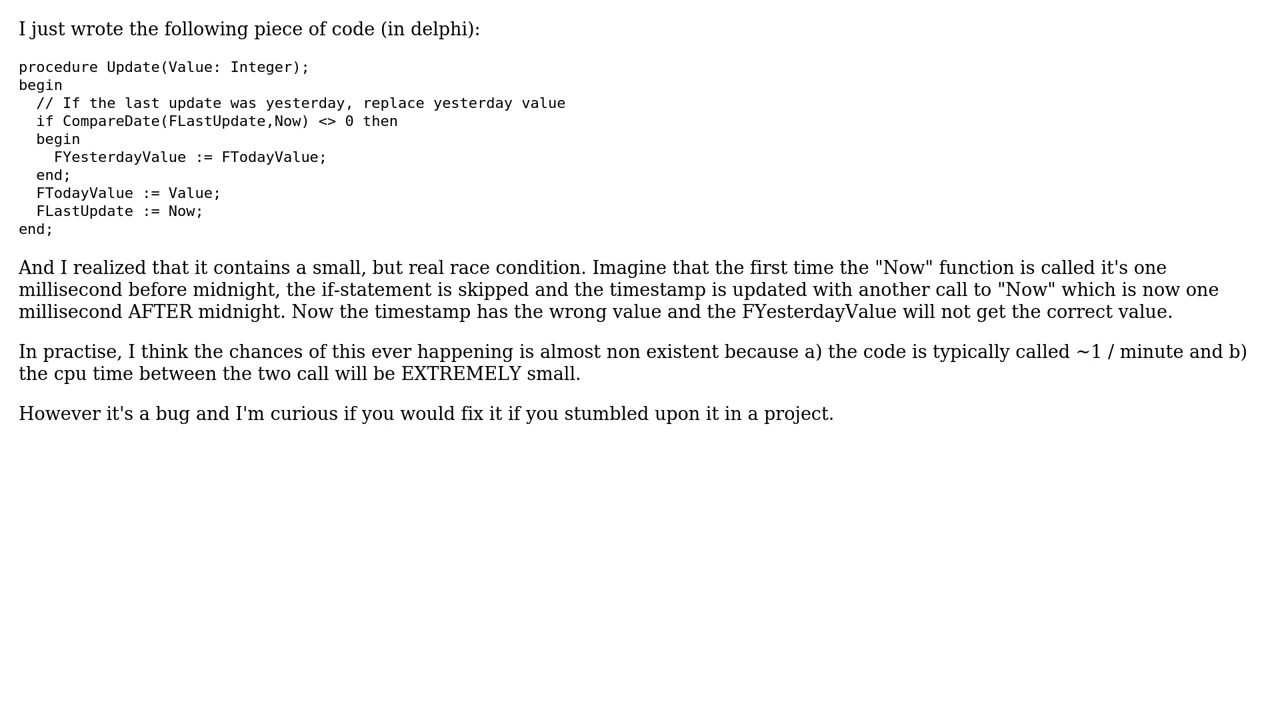 I just wrote the following piece of code (in delphi):
procedure Update(Value: Integer);
begin
  // If the last update was yesterday, replace yesterday value
  if CompareDate(FLastUpdate,Now) <> 0 then
  begin
    FYesterdayValue := FTodayValue;
  end;
  FTodayValue := Value;
  FLastUpdate := Now;
end;
And I realized that it contains a small, but real race condition. Imagine that the first time the "Now" function is called it's one
millisecond before midnight, the if-statement is skipped and the timestamp is updated with another call to "Now" which is now one
millisecond AFTER midnight. Now the timestamp has the wrong value and the FYesterdayValue will not get the correct value.
In practise, I think the chances of this ever happening is almost non existent because a) the code is typically called ~1 / minute and b)
the cpu time between the two call will be EXTREMELY small.
However it's a bug and I'm curious if you would fix it if you stumbled upon it in a project.